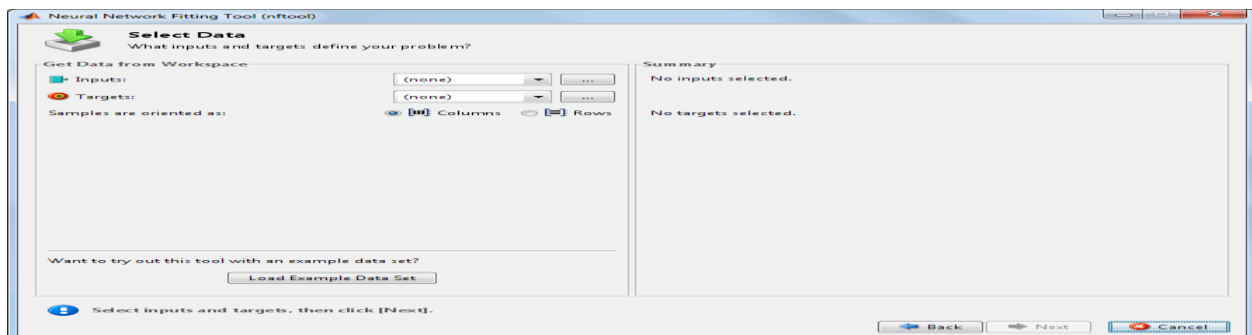 Neural Network Fitting Tool (nftool)
Select Data
What inputs and targets define your problem?
Get Data from Workspace
Inputs: (none) ...
Targets: (none) ...
Samples are oriented as: Columns Rows
Summary
No inputs selected.
No targets selected.
Want to try out this tool with an example data set?
Load Example Data Set
Select inputs and targets, then click [Next].
Back Next Cancel